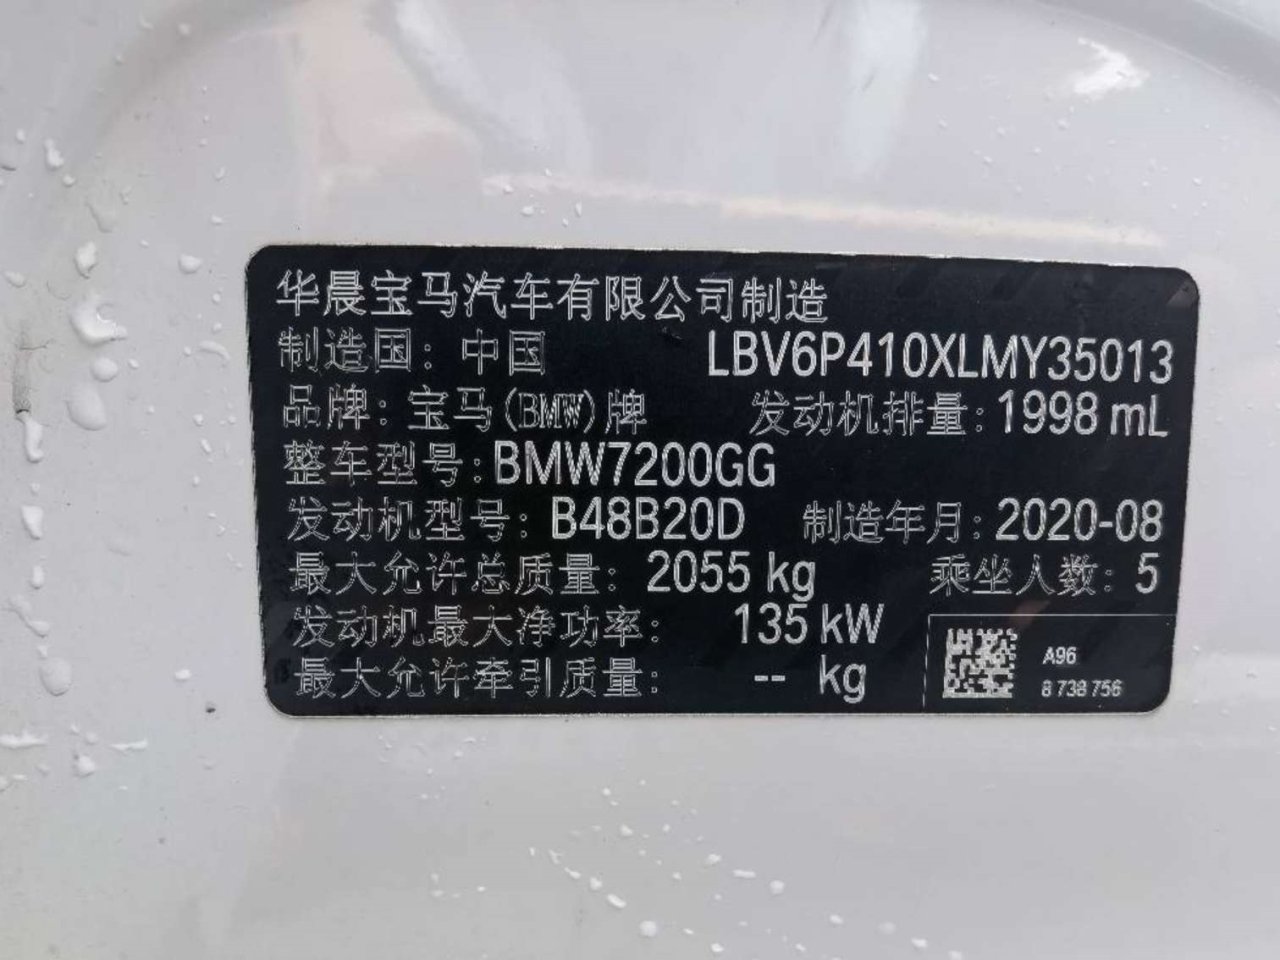 华晨宝马汽车有限公司制造
制造国：中国 LBV6P410XLMY35013
品牌：宝马(BMW)牌 发动机排量：1998 mL
整车型号：BMW7200GG
发动机型号：B48B20D 制造年月：2020-08
最大允许总质量：2055 kg 乘坐人数：5
发动机最大净功率：135 kW
最大允许牵引质量：-- kg
A96
8 738 756